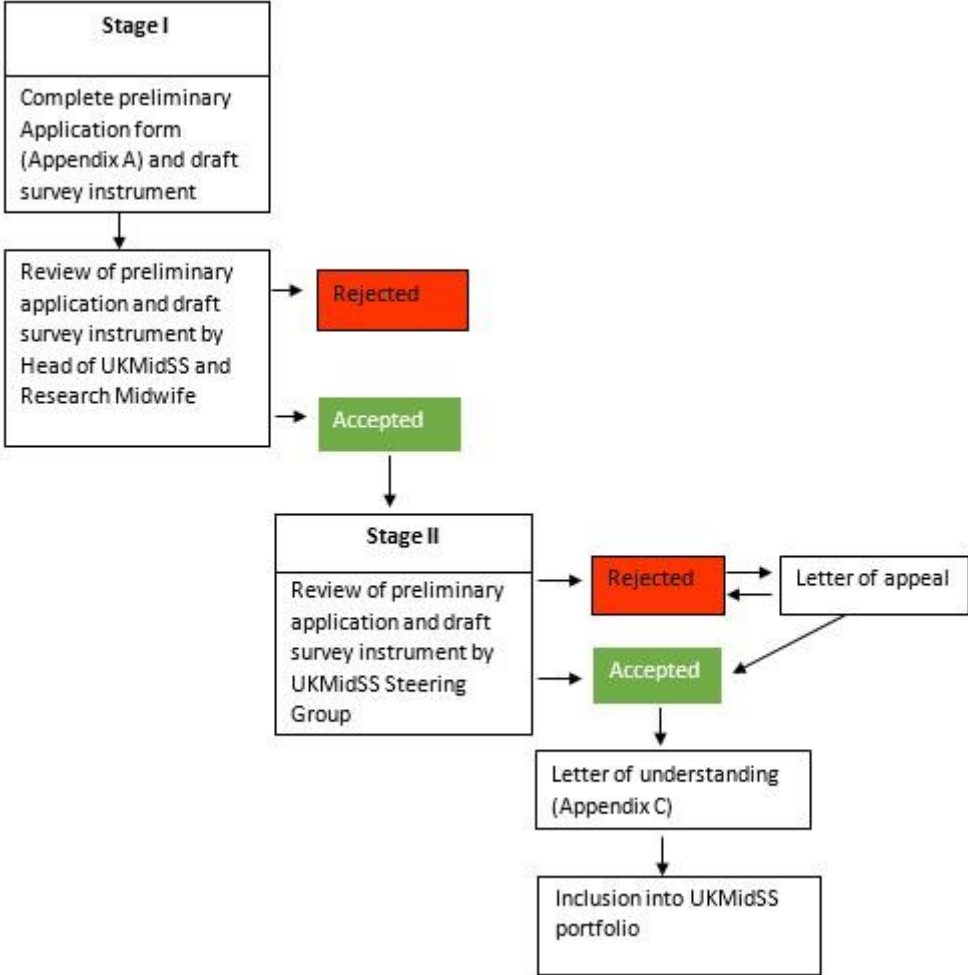 Stage I
Complete preliminary
Application form
(Appendix A) and draft
survey instrument
Review of preliminary
application and draft
survey instrument by
Head of UKMidSS and
Research Midwife
Rejected
Accepted
Stage II
Review of preliminary
application and draft
survey instrument by
UKMidSS Steering
Group
Rejected
Letter of appeal
Accepted
Letter of understanding
(Appendix C)
Inclusion into UKMidSS
portfolio